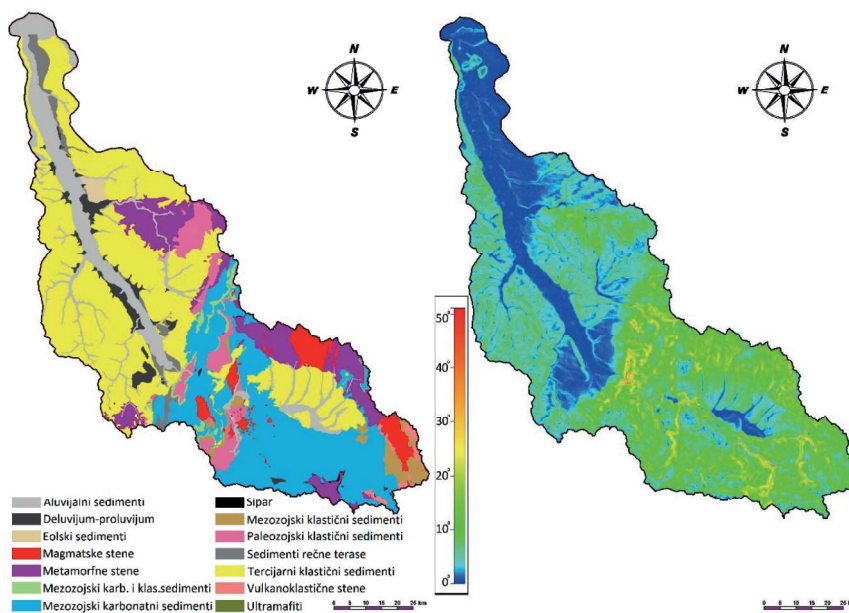 N
W E
S
N
W E
S
50°
40°
30°
20°
10°
0°
Aluvijalni sedimenti
Deluvijum-proluvijum
Eolski sedimenti
Magmatske stene
Metamorfne stene
Mezozojski karb. i klas.sedimenti
Mezozojski karbonatni sedimenti
Sipar
Mezozojski klastični sedimenti
Paleozojski klastični sedimenti
Sedimenti rečne terase
Tercijarni klastični sedimenti
Vulkanoklastične stene
Ultramafiti